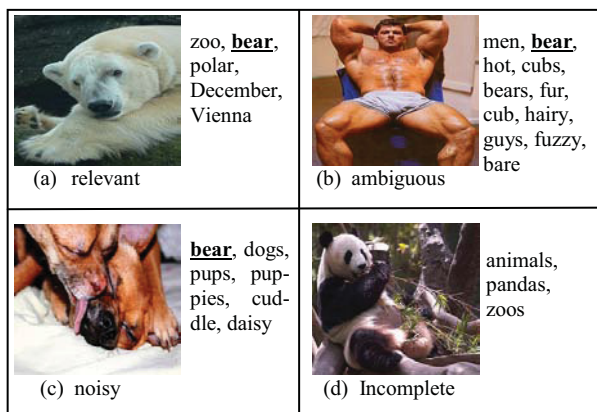 zoo, bear,
polar,
December,
Vienna
(a) relevant
men, bear,
hot, cubs,
bears, fur,
cub, hairy,
guys, fuzzy,
bare
(b) ambiguous
bear, dogs,
pups, pup-
pies, cud-
dle, daisy
(c) noisy
animals,
pandas,
zoos
(d) Incomplete